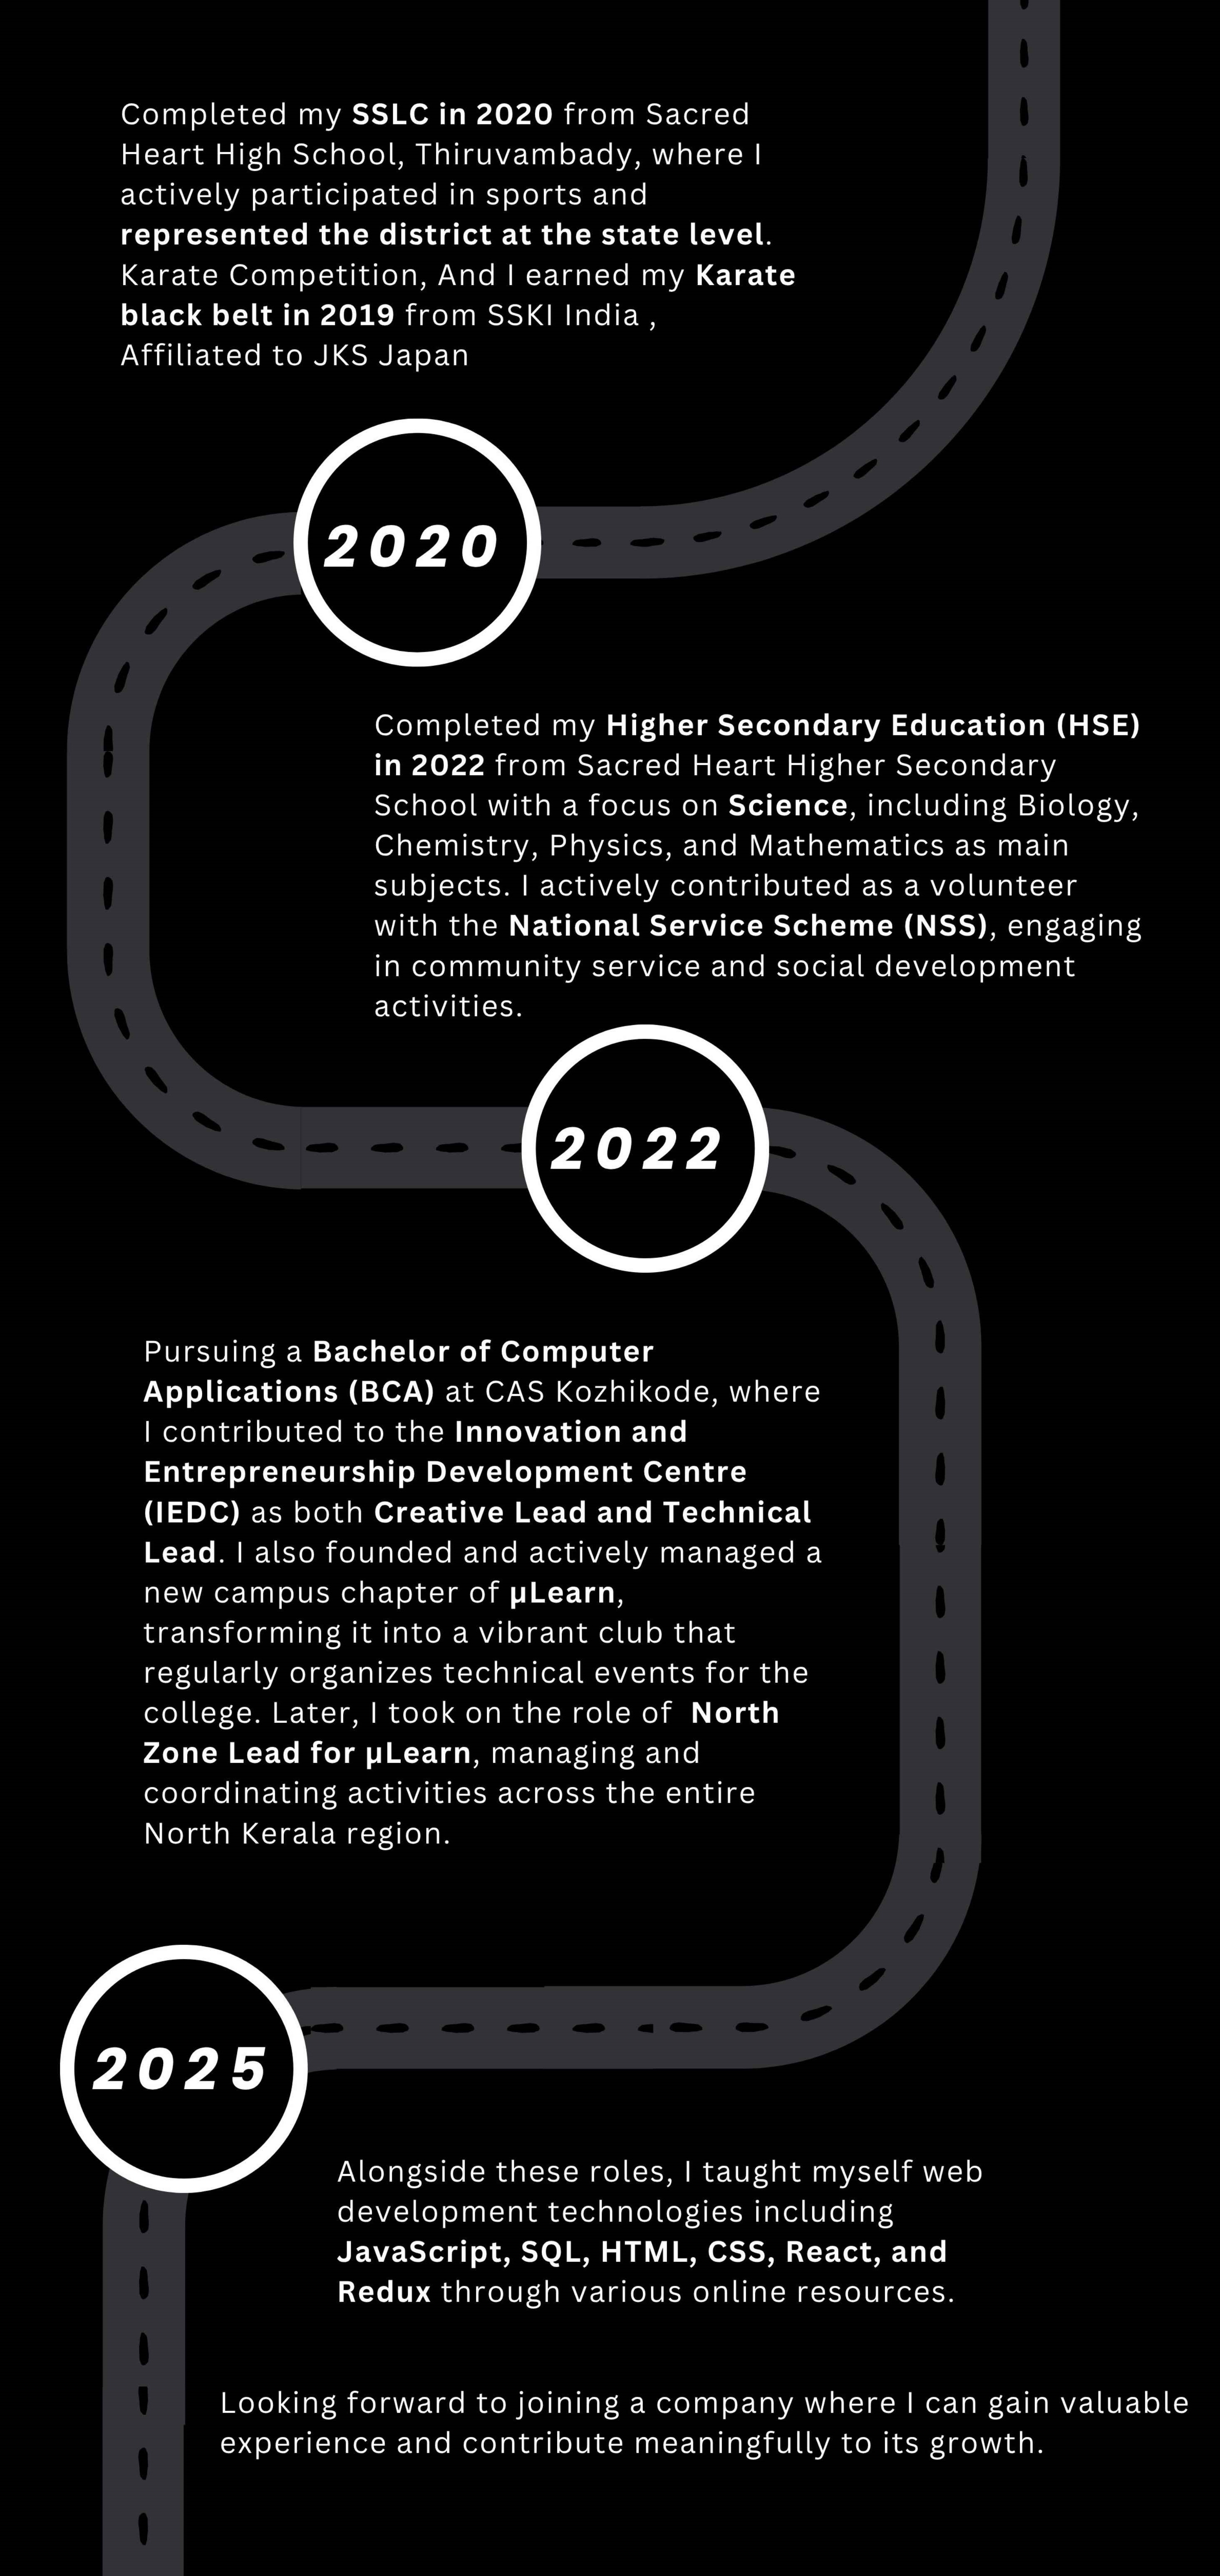 Completed my SSLC in 2020 from Sacred
Heart High School, Thiruvambady, where I
actively participated in sports and
represented the district at the state level.
Karate Competition, And I earned my Karate
black belt in 2019 from SSKI India ,
Affiliated to JKS Japan
2020
Completed my Higher Secondary Education (HSE)
in 2022 from Sacred Heart Higher Secondary
School with a focus on Science, including Biology,
Chemistry, Physics, and Mathematics as main
subjects. I actively contributed as a volunteer
with the National Service Scheme (NSS), engaging
in community service and social development
activities.
2022
Pursuing a Bachelor of Computer
Applications (BCA) at CAS Kozhikode, where
I contributed to the Innovation and
Entrepreneurship Development Centre
(IEDC) as both Creative Lead and Technical
Lead. I also founded and actively managed a
new campus chapter of µLearn,
transforming it into a vibrant club that
regularly organizes technical events for the
college. Later, I took on the role of North
Zone Lead for µLearn, managing and
coordinating activities across the entire
North Kerala region.
2025
Alongside these roles, I taught myself web
development technologies including
JavaScript, SQL, HTML, CSS, React, and
Redux through various online resources.
Looking forward to joining a company where I can gain valuable
experience and contribute meaningfully to its growth.